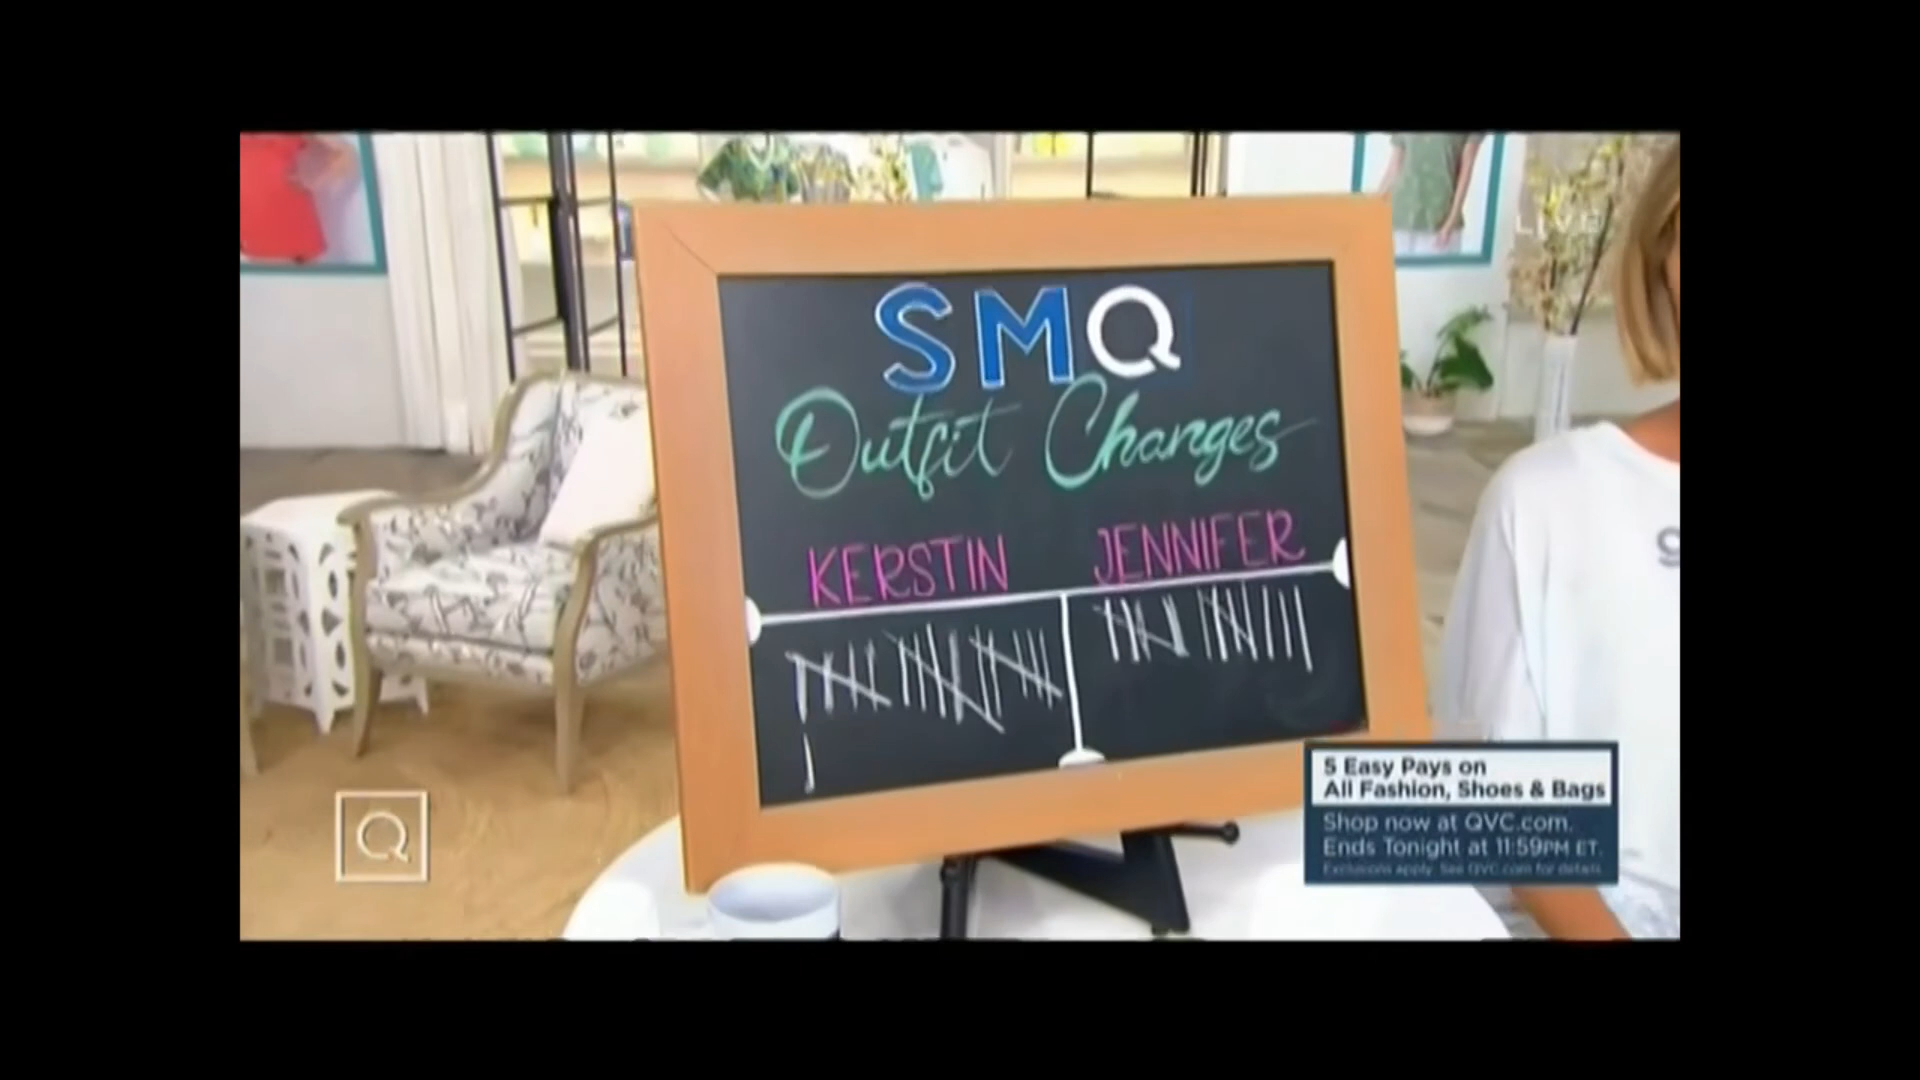 SMQ
Outfit Changes
KERSTIN JENNIFER
LIVE
5 Easy Pays on
All Fashion, Shoes & Bags
Shop now at QVC.com.
Ends Tonight at 11:59PM ET.
Exclusions apply. See QVC.com for details.
Q